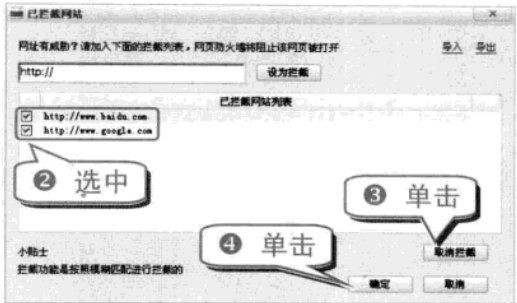 已拦截网站
网址有威胁？请加入下面的拦截列表，网页防火墙将阻止该网页被打开
导入 导出
http:// 设为拦截
已拦截网站列表
http://www.baidu.com
http://www.google.com
❷ 选中
❸ 单击
❹ 单击
小贴士
取消拦截
拦截功能是按照模糊匹配进行拦截的
确定 取消